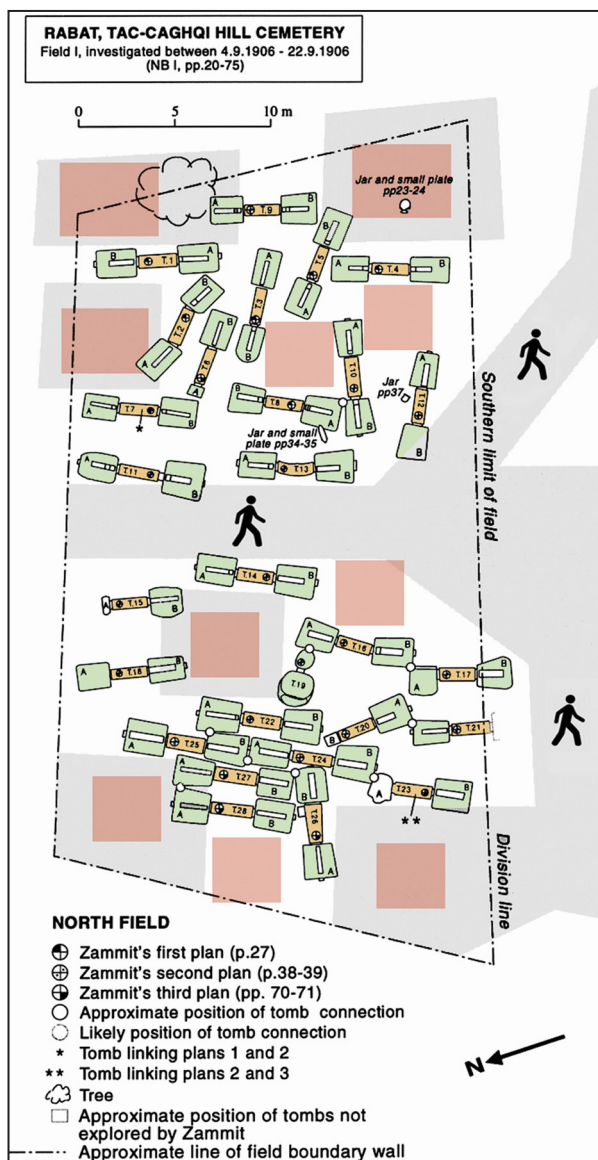 RABAT, TAC-CAGHQI HILL CEMETERY
Field I, investigated between 4.9.1906 - 22.9.1906
(NB I, pp.20-75)
0 5 10 m
Jar and small plate
pp23-24
A T.9 B
B T.1 A
B
T.5
A
A T.4 B
B
T.2
A
A
T.3
B
B
T.6
A
A
T.10
B
Jar
pp37
A
T.12
B
A T.7 B
*
B T.8 A
Jar and small
plate pp34-35
A T.11 B
A T.13 B
Southern limit of field
A T.14 B
A T.15 B
A T.16 B
A T.18 B
A T.17 B
T.19
A T.22 B
B T.20 A
A T.21
A T.25 B
A T.24 B
A T.27 B
B
T.26
A
A T.23 B
**
A T.28 B
Division line
NORTH FIELD
Zammit's first plan (p.27)
Zammit's second plan (p.38-39)
Zammit's third plan (pp. 70-71)
Approximate position of tomb connection
Likely position of tomb connection
* Tomb linking plans 1 and 2
** Tomb linking plans 2 and 3
Tree
Approximate position of tombs not
explored by Zammit
Approximate line of field boundary wall
N